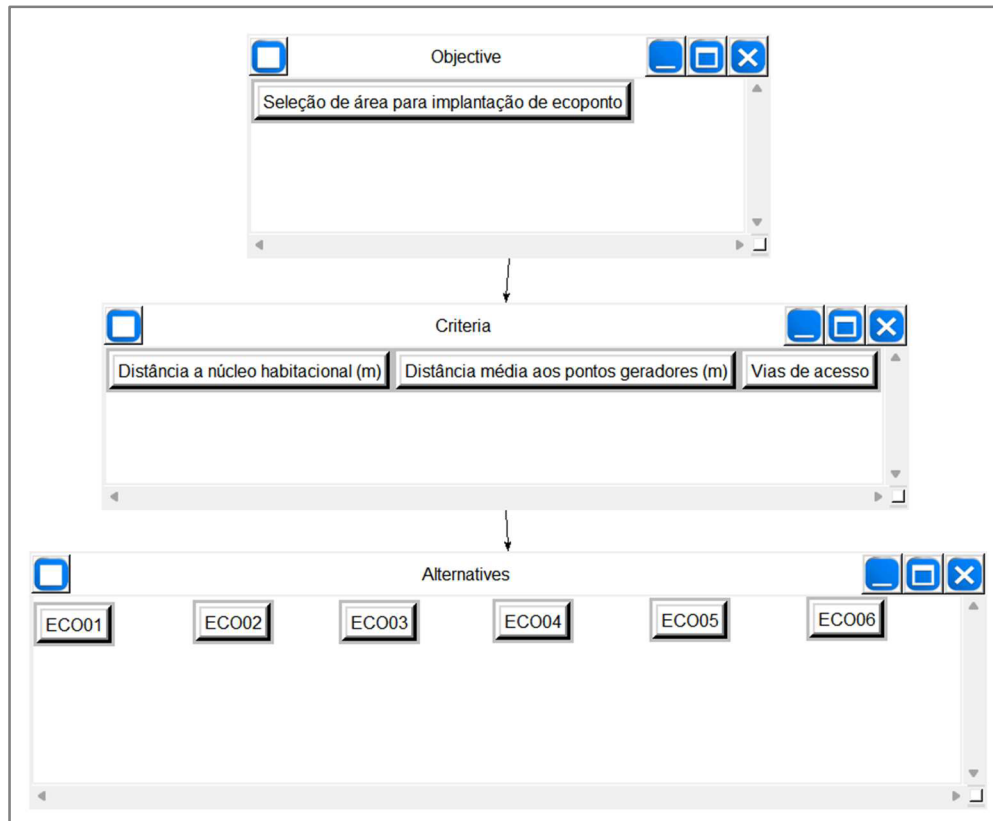 Objective
Seleção de área para implantação de ecoponto
Criteria
Distância a núcleo habitacional (m) Distância média aos pontos geradores (m) Vias de acesso
Alternatives
ECO01 ECO02 ECO03 ECO04 ECO05 ECO06